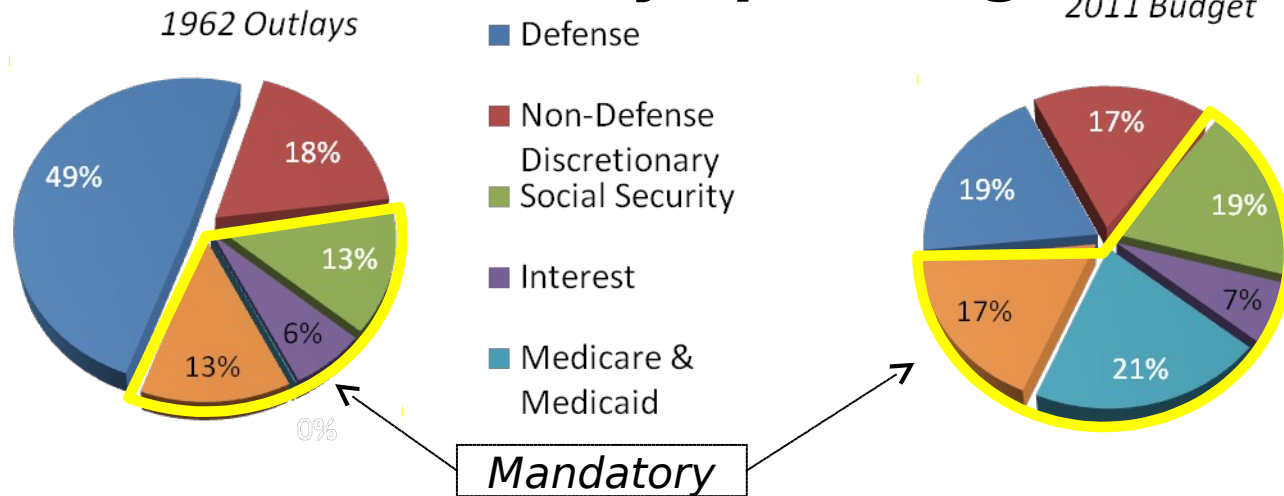 1962 Outlays
2011 Budget
Defense
Non-Defense
Discretionary
Social Security
Interest
Medicare &
Medicaid
49%
18%
13%
6%
13%
0%
17%
19%
19%
7%
17%
21%
Mandatory